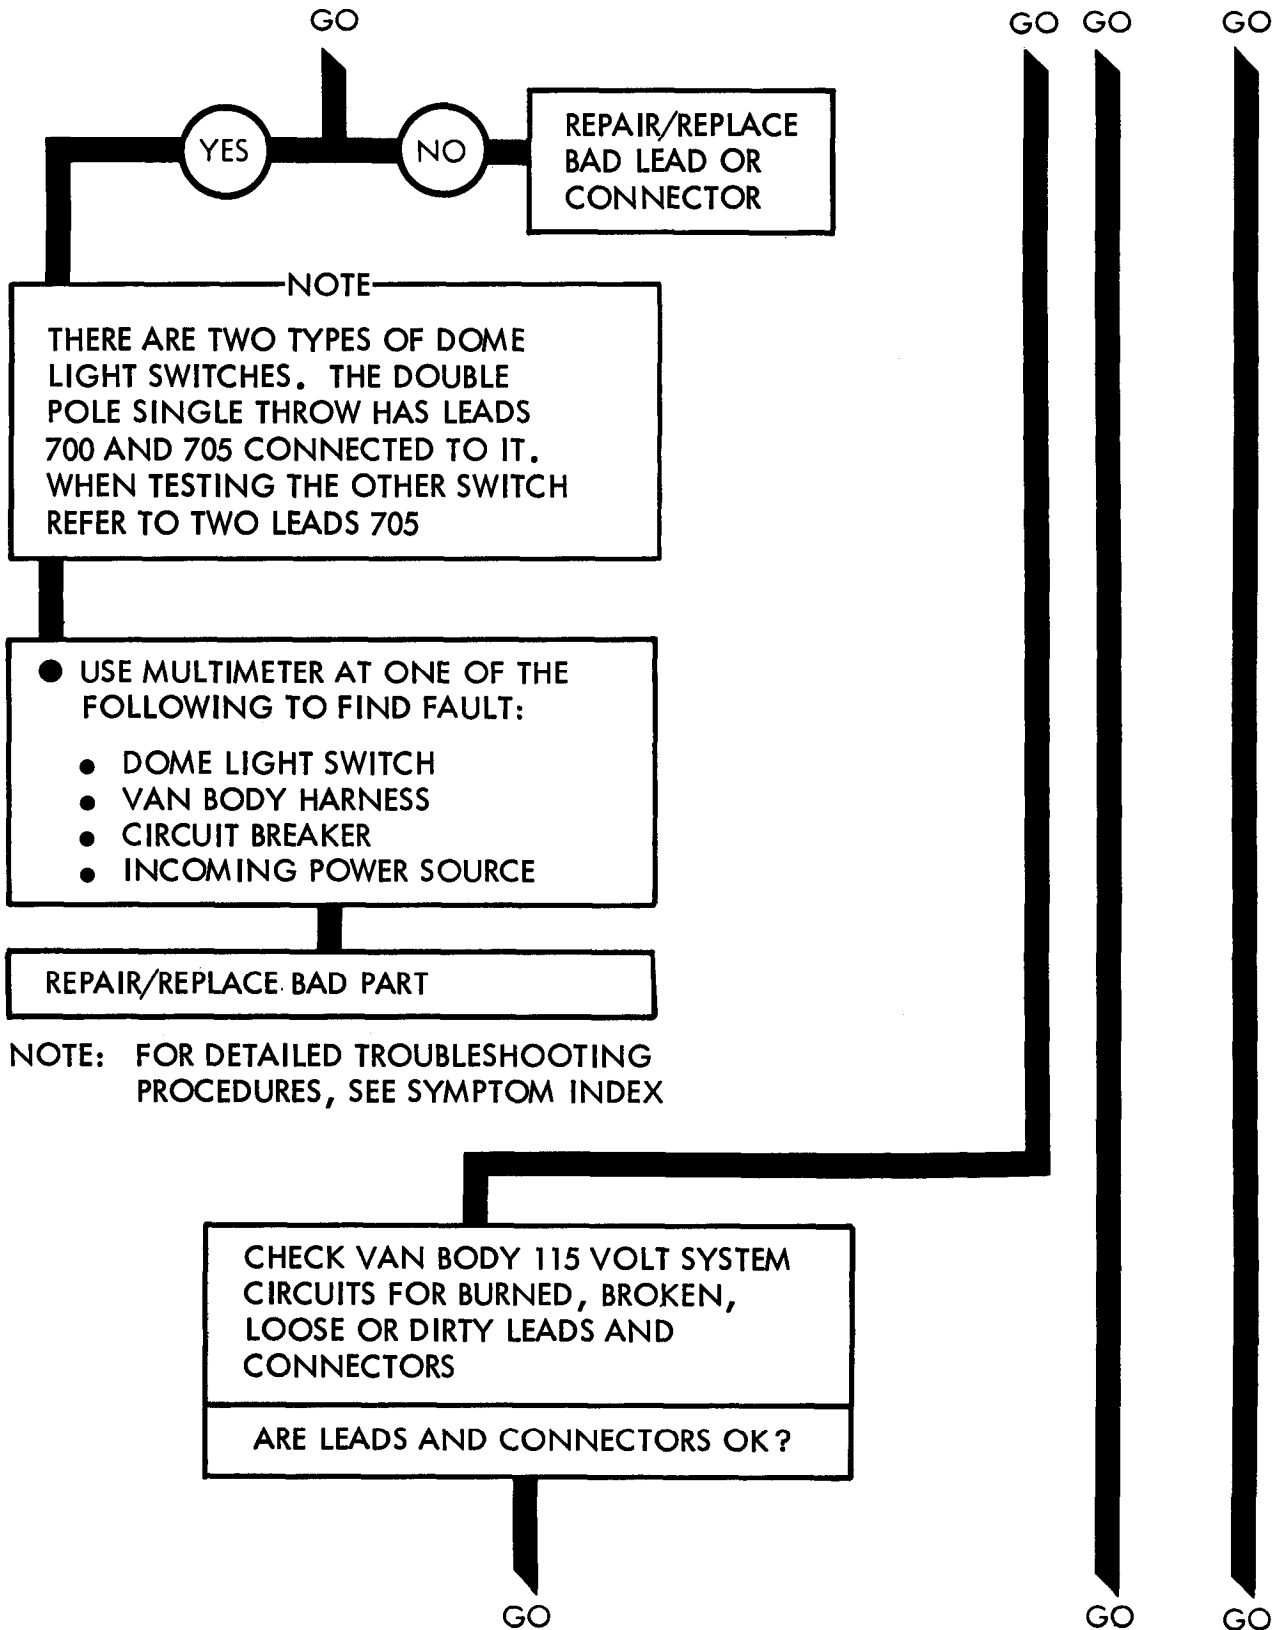 GO
GO GO GO
YES
NO
REPAIR/REPLACE
BAD LEAD OR
CONNECTOR
NOTE
THERE ARE TWO TYPES OF DOME
LIGHT SWITCHES. THE DOUBLE
POLE SINGLE THROW HAS LEADS
700 AND 705 CONNECTED TO IT.
WHEN TESTING THE OTHER SWITCH
REFER TO TWO LEADS 705
● USE MULTIMETER AT ONE OF THE
FOLLOWING TO FIND FAULT:
● DOME LIGHT SWITCH
● VAN BODY HARNESS
● CIRCUIT BREAKER
● INCOMING POWER SOURCE
REPAIR/REPLACE BAD PART
NOTE: FOR DETAILED TROUBLESHOOTING
PROCEDURES, SEE SYMPTOM INDEX
CHECK VAN BODY 115 VOLT SYSTEM
CIRCUITS FOR BURNED, BROKEN,
LOOSE OR DIRTY LEADS AND
CONNECTORS
ARE LEADS AND CONNECTORS OK?
GO
GO GO